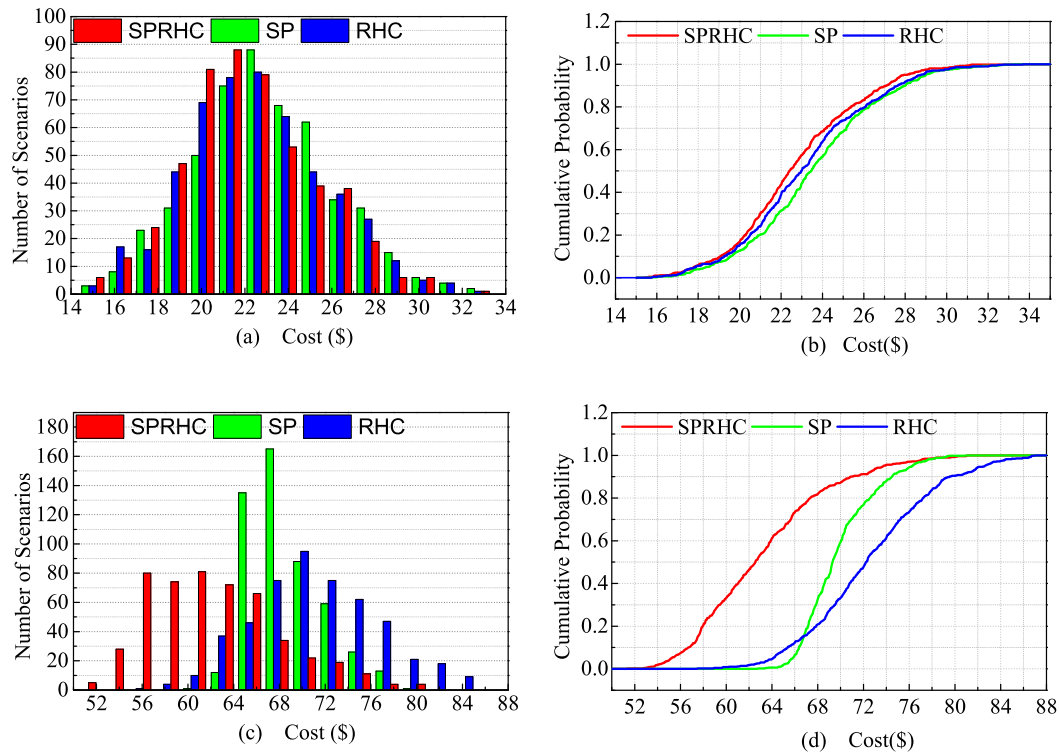 SPRHC SP RHC
Number of Scenarios
100
90
80
70
60
50
40
30
20
10
0
14 16 18 20 22 24 26 28 30 32 34
(a) Cost ($)
SPRHC SP RHC
Cumulative Probability
1.2
1.0
0.8
0.6
0.4
0.2
0.0
14 16 18 20 22 24 26 28 30 32 34
(b) Cost($)
SPRHC SP RHC
Number of Scenarios
180
160
140
120
100
80
60
40
20
0
52 56 60 64 68 72 76 80 84 88
(c) Cost ($)
SPRHC SP RHC
Cumulative Probability
1.2
1.0
0.8
0.6
0.4
0.2
0.0
52 56 60 64 68 72 76 80 84 88
(d) Cost($)